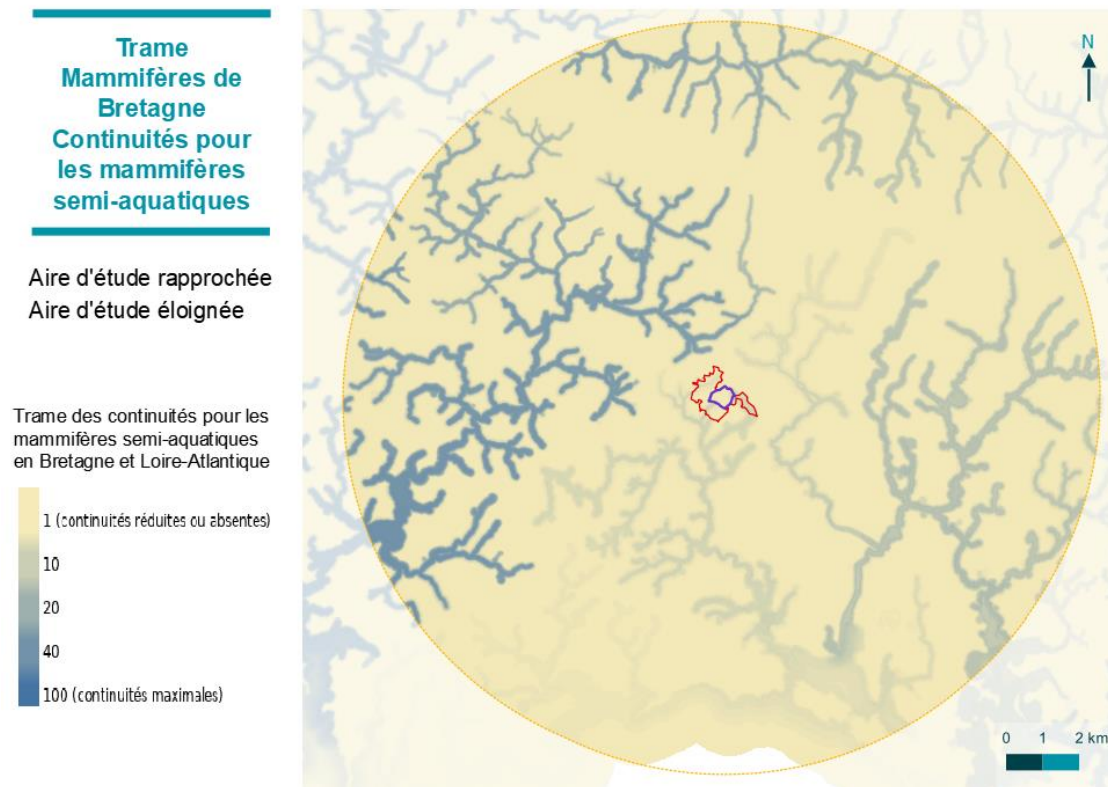 Trame
Mammifères de
Bretagne
Continuités pour
les mammifères
semi-aquatiques
Aire d'étude rapprochée
Aire d'étude éloignée
Trame des continuités pour les
mammifères semi-aquatiques
en Bretagne et Loire-Atlantique
1 (continuités réduites ou absentes)
10
20
40
100 (continuités maximales)
N
0 1 2 km